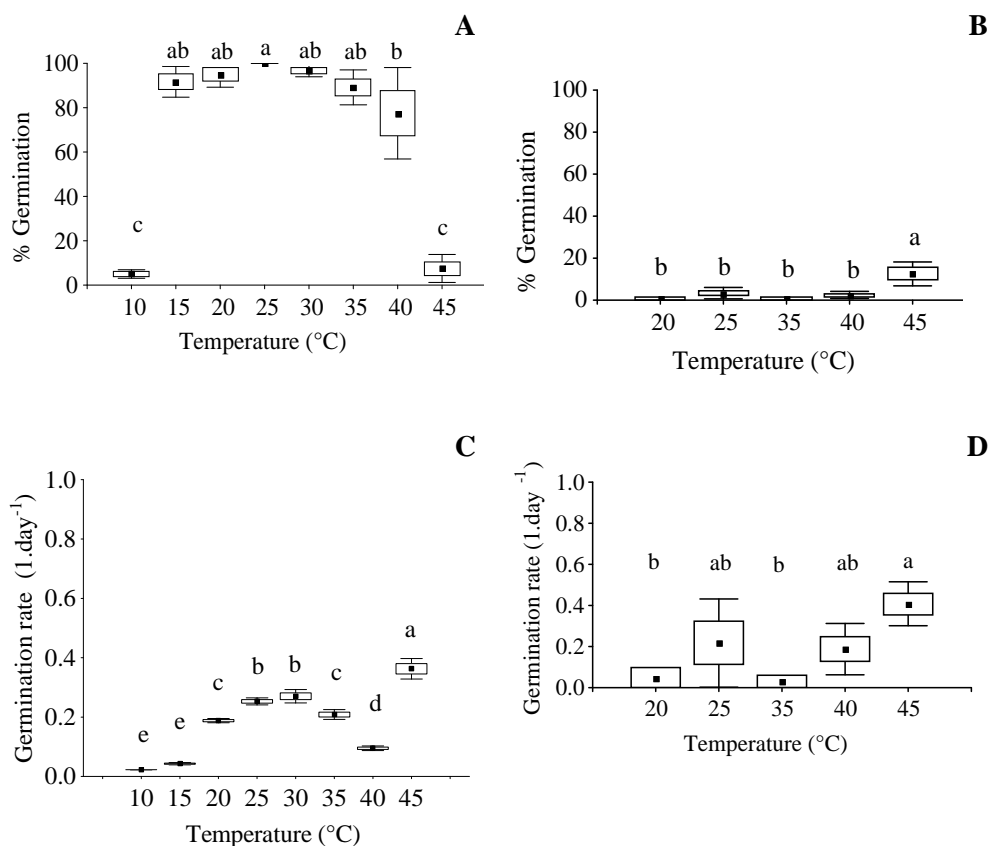 A
ab ab a ab ab b
c c
100
80
60
40
20
0
% Germination
10 15 20 25 30 35 40 45
Temperature (°C)
B
100
80
60
40
20
0
% Germination
b b b b a
20 25 35 40 45
Temperature (°C)
C
1.0
0.8
0.6
0.4
0.2
0.0
Germination rate (1.day-1)
e e c b b c d a
10 15 20 25 30 35 40 45
Temperature (°C)
D
1.0
0.8
0.6
0.4
0.2
0.0
Germination rate (1.day -1)
b ab b ab a
20 25 35 40 45
Temperature (°C)